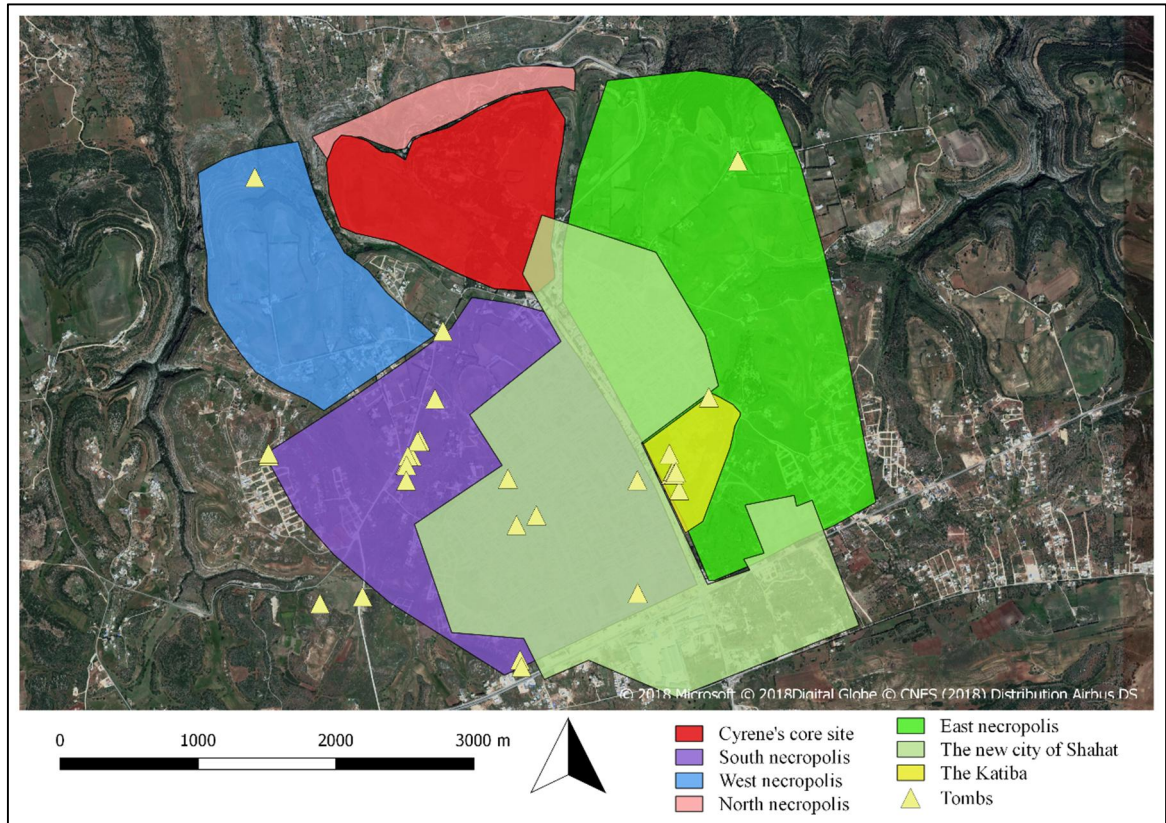 © 2018 Microsoft © 2018Digital Globe © CNES (2018) Distribution Airbus DS
0 1000 2000 3000 m
Cyrene's core site
South necropolis
West necropolis
North necropolis
East necropolis
The new city of Shahat
The Katiba
Tombs